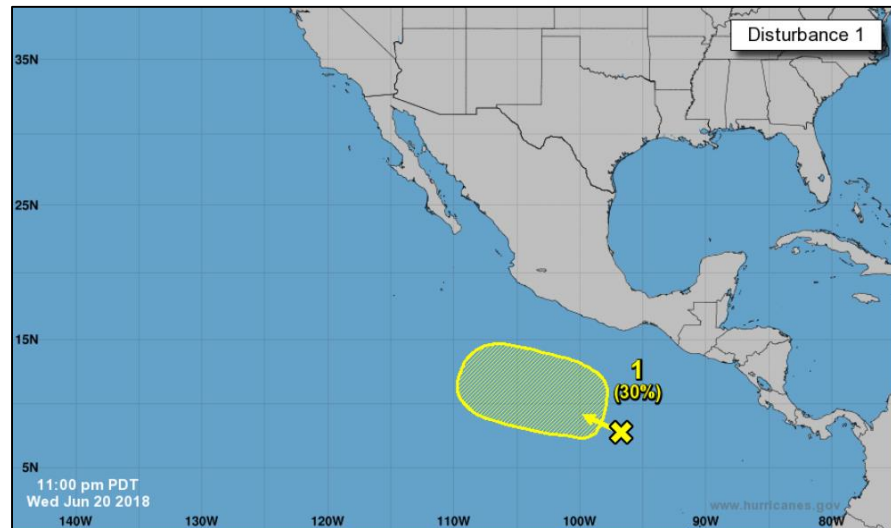 Disturbance 1
35N
25N
15N
5N
1
(30%)
11:00 pm PDT
Wed Jun 20 2018
www.hurricanes.gov
140W 130W 120W 110W 100W 90W 80W